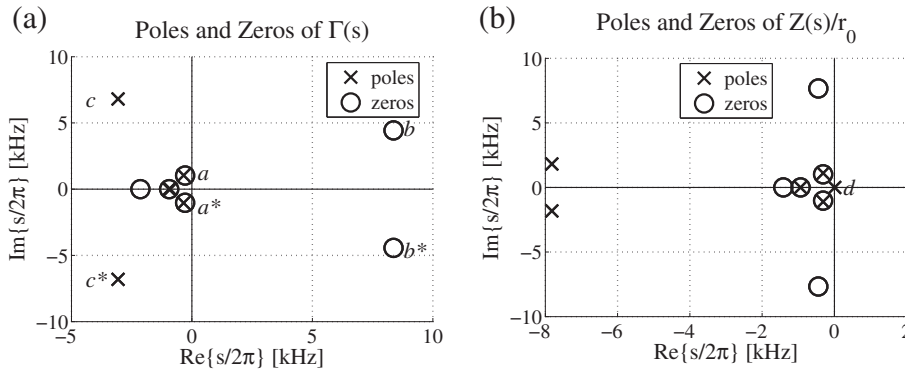 (a)
Poles and Zeros of Γ(s)
10
5
0
−5
−10
−5
0
5
10
Im{s/2π} [kHz]
Re{s/2π} [kHz]
poles
zeros
c
b
a
a*
b*
c*
(b)
Poles and Zeros of Z(s)/r0
10
5
0
−5
−10
−8
−6
−4
−2
0
2
Im{s/2π} [kHz]
Re{s/2π} [kHz]
poles
zeros
d